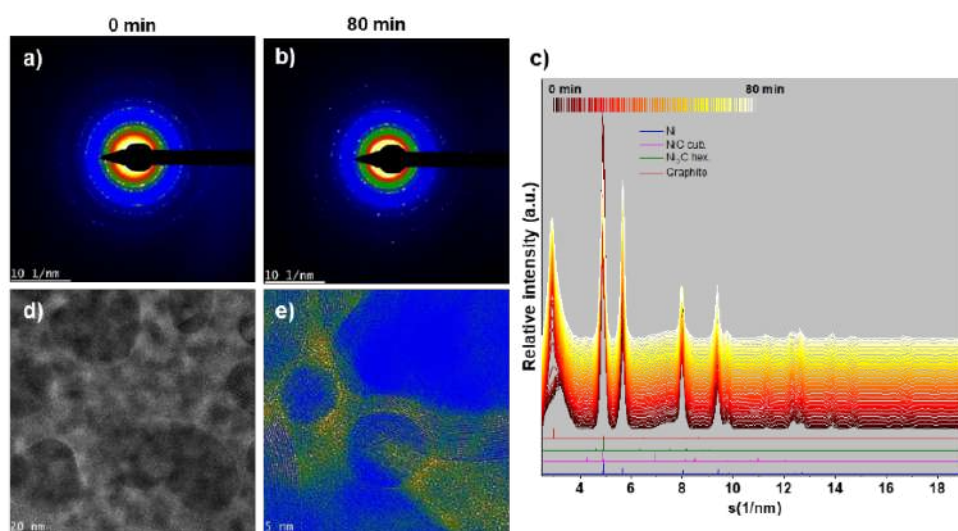 0 min
80 min
a)
b)
c)
10 1/nm
10 1/nm
d)
e)
20 nm
5 nm
0 min
80 min
Ni
NiC cub.
Ni3C hex.
Graphite
Relative intensity (a.u.)
4 6 8 10 12 14 16 18
s(1/nm)